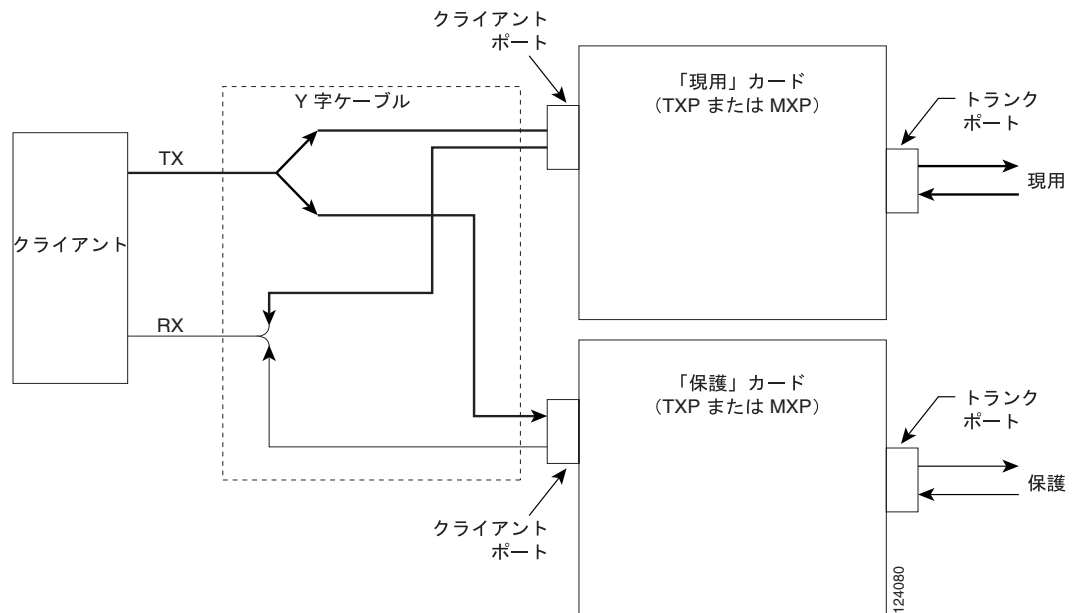 クライアント
ポート
「現用」カード
（TXP または MXP）
Y 字ケーブル
トランク
ポート
TX
現用
クライアント
RX
「保護」カード
（TXP または MXP）
トランク
ポート
保護
クライアント
ポート
124080